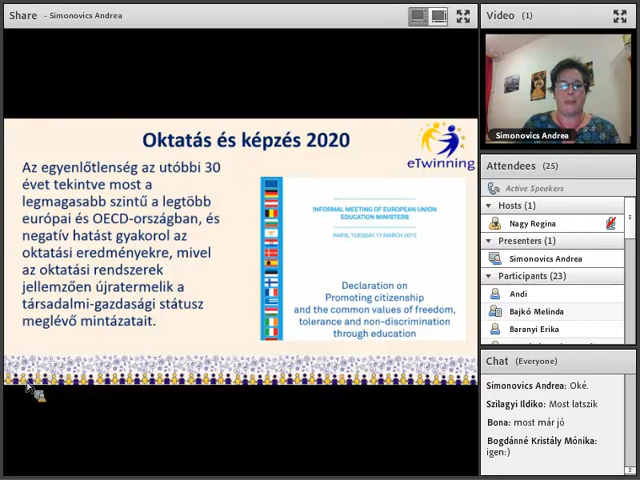 Share - Simonovics Andrea
Video (1)
Simonovics Andrea
Oktatás és képzés 2020
eTwinning
Az egyenlőtlenség az utóbbi 30
évet tekintve most a
legmagasabb szintű a legtöbb
európai és OECD-országban, és
negatív hatást gyakorol az
oktatási eredményekre, mivel
az oktatási rendszerek
jellemzően újratermelik a
társadalmi-gazdasági státusz
meglévő mintázatait.
INFORMAL MEETING OF EUROPEAN UNION
EDUCATION MINISTERS
PARIS, TUESDAY 17 MARCH 2015
Declaration on
Promoting citizenship
and the common values of freedom,
tolerance and non-discrimination
through education
Attendees (25)
Active Speakers
Hosts (1)
Nagy Regina
Presenters (1)
Simonovics Andrea
Participants (23)
Andi
Bajkó Melinda
Baranyi Erika
Chat (Everyone)
Simonovics Andrea: Oké.
Szilagyi Ildiko: Most latszik
Bona: most már jó
Bogdánné Kristály Mónika:
igen:)